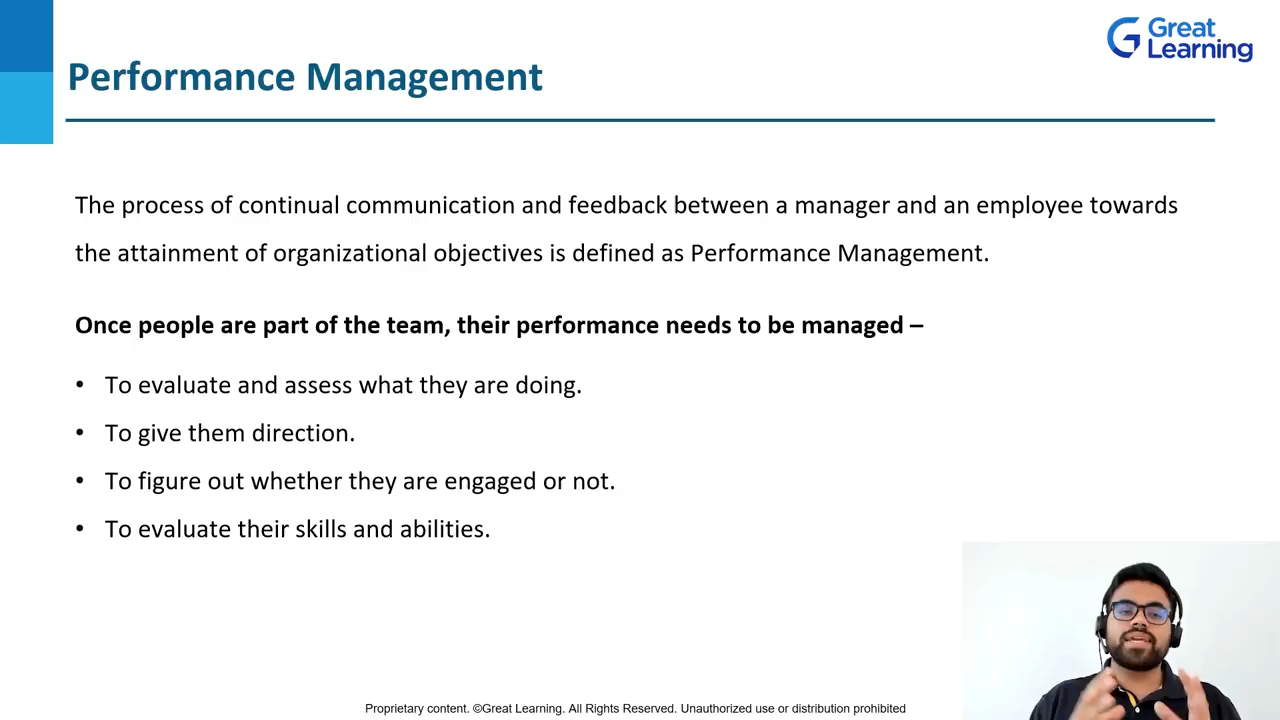 Great
Learning
Performance Management
The process of continual communication and feedback between a manager and an employee towards
the attainment of organizational objectives is defined as Performance Management.
Once people are part of the team, their performance needs to be managed –
• To evaluate and assess what they are doing.
• To give them direction.
• To figure out whether they are engaged or not.
• To evaluate their skills and abilities.
Proprietary content. ©Great Learning. All Rights Reserved. Unauthorized use or distribution prohibited